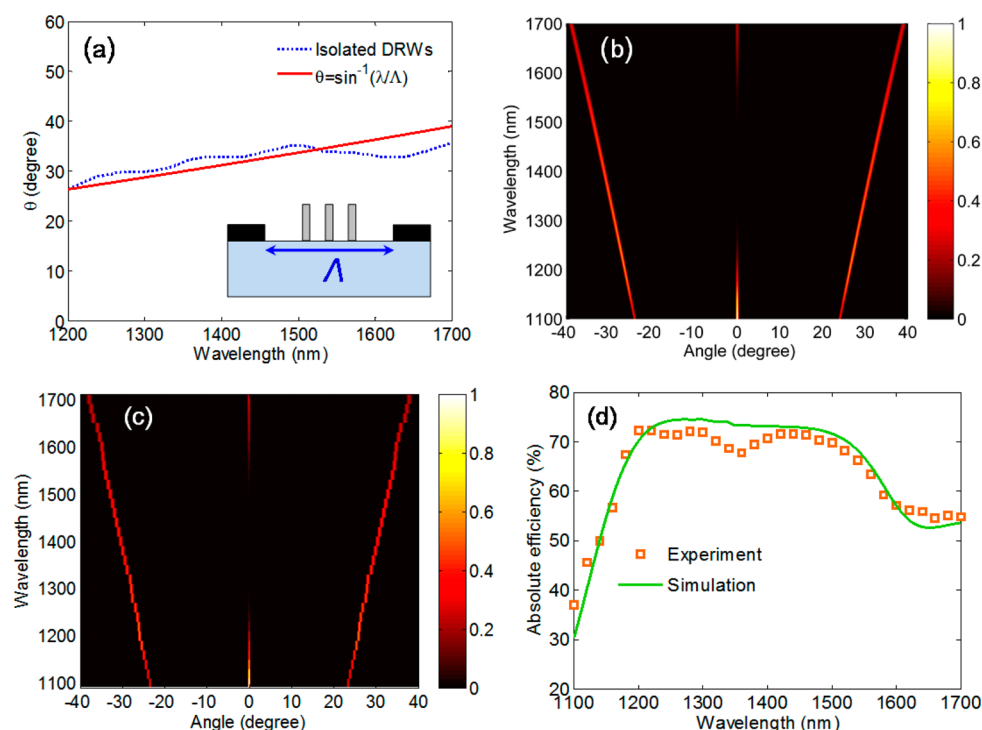 (a)
Isolated DRWs
θ=sin⁻¹(λ/Λ)
60
50
40
30
20
10
0
θ (degree)
Λ
1200 1300 1400 1500 1600 1700
Wavelength (nm)
(b)
1700
1600
1500
1400
1300
1200
1100
Wavelength (nm)
-40 -30 -20 -10 0 10 20 30 40
Angle (degree)
1
0.8
0.6
0.4
0.2
0
(c)
1700
1600
1500
1400
1300
1200
1100
Wavelength (nm)
-40 -30 -20 -10 0 10 20 30 40
Angle (degree)
1
0.8
0.6
0.4
0.2
0
(d)
80
70
60
50
40
30
20
Absolute efficiency (%)
Experiment
Simulation
1100 1200 1300 1400 1500 1600 1700
Wavelength (nm)